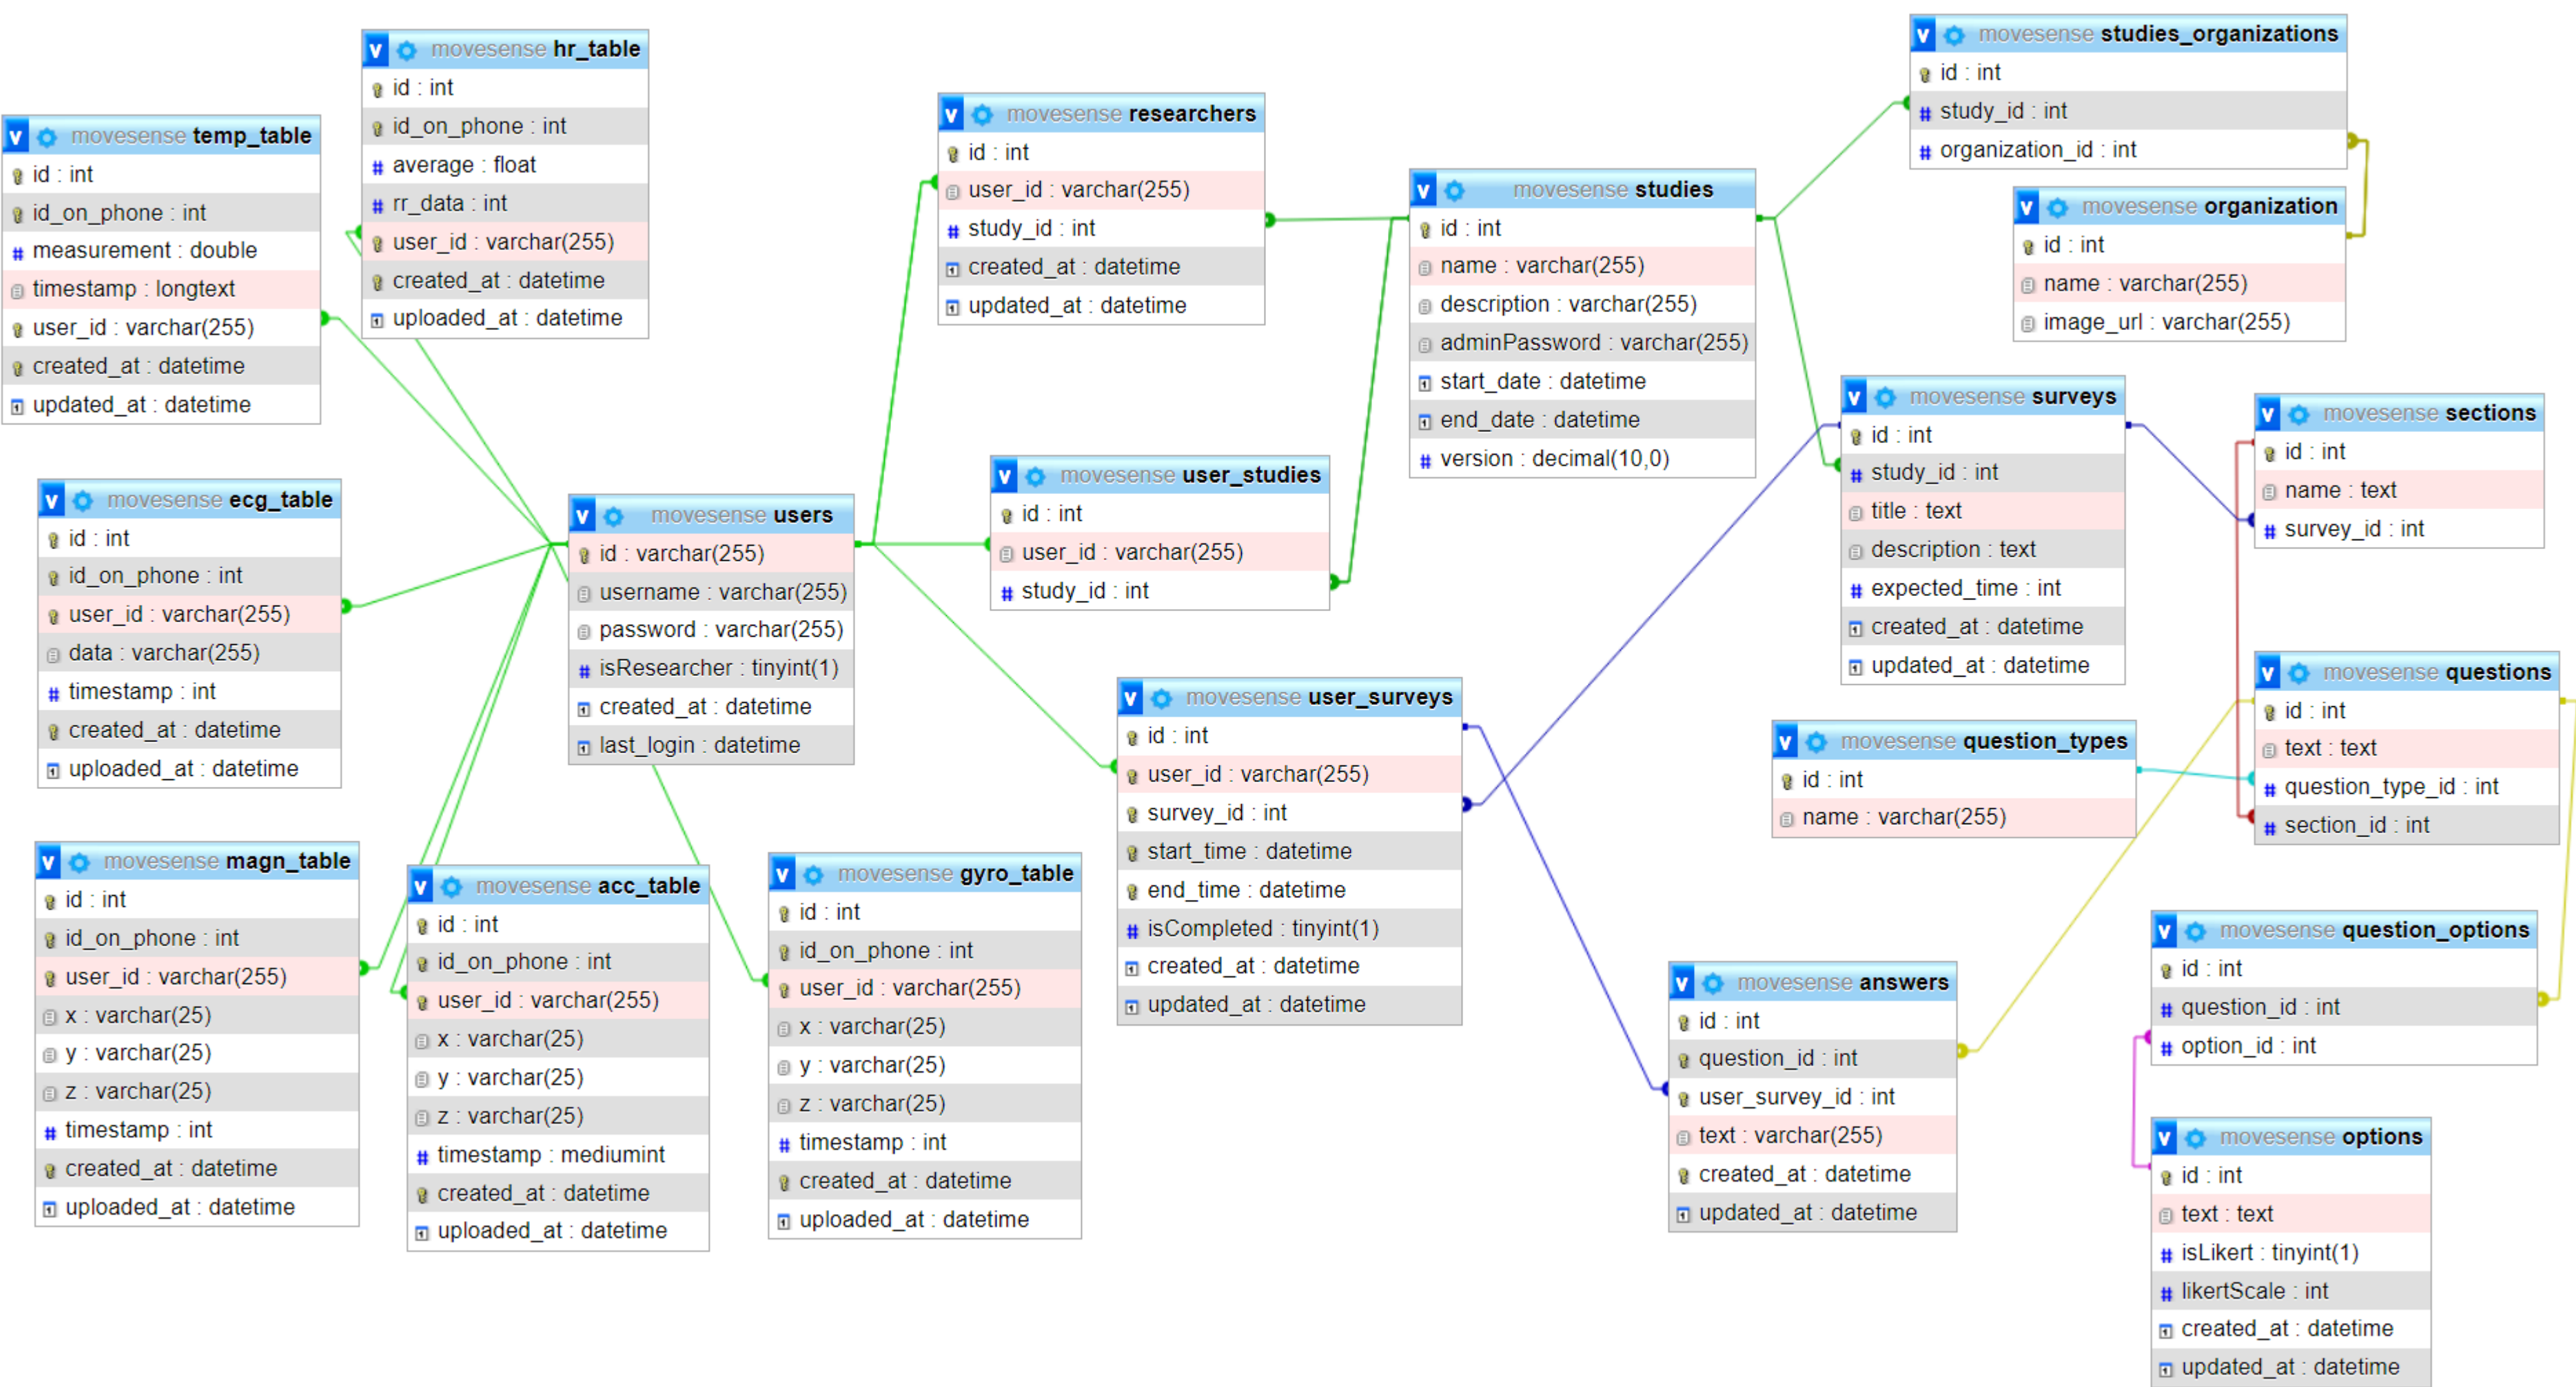 movesense hr_table
id : int
id_on_phone : int
average : float
rr_data : int
user_id : varchar(255)
created_at : datetime
uploaded_at : datetime
movesense temp_table
id : int
id_on_phone : int
measurement : double
timestamp : longtext
user_id : varchar(255)
created_at : datetime
updated_at : datetime
movesense ecg_table
id : int
id_on_phone : int
user_id : varchar(255)
data : varchar(255)
timestamp : int
created_at : datetime
uploaded_at : datetime
movesense magn_table
id : int
id_on_phone : int
user_id : varchar(255)
x : varchar(25)
y : varchar(25)
z : varchar(25)
timestamp : int
created_at : datetime
uploaded_at : datetime
movesense acc_table
id : int
id_on_phone : int
user_id : varchar(255)
x : varchar(25)
y : varchar(25)
z : varchar(25)
timestamp : mediumint
created_at : datetime
uploaded_at : datetime
movesense users
id : varchar(255)
username : varchar(255)
password : varchar(255)
isResearcher : tinyint(1)
created_at : datetime
last_login : datetime
movesense gyro_table
id : int
id_on_phone : int
user_id : varchar(255)
x : varchar(25)
y : varchar(25)
z : varchar(25)
timestamp : int
created_at : datetime
uploaded_at : datetime
movesense researchers
id : int
user_id : varchar(255)
study_id : int
created_at : datetime
updated_at : datetime
movesense user_studies
id : int
user_id : varchar(255)
study_id : int
movesense user_surveys
id : int
user_id : varchar(255)
survey_id : int
start_time : datetime
end_time : datetime
isCompleted : tinyint(1)
created_at : datetime
updated_at : datetime
movesense studies
id : int
name : varchar(255)
description : varchar(255)
adminPassword : varchar(255)
start_date : datetime
end_date : datetime
version : decimal(10,0)
movesense studies_organizations
id : int
study_id : int
organization_id : int
movesense organization
id : int
name : varchar(255)
image_url : varchar(255)
movesense surveys
id : int
study_id : int
title : text
description : text
expected_time : int
created_at : datetime
updated_at : datetime
movesense sections
id : int
name : text
survey_id : int
movesense questions
id : int
text : text
question_type_id : int
section_id : int
movesense question_types
id : int
name : varchar(255)
movesense answers
id : int
question_id : int
user_survey_id : int
text : varchar(255)
created_at : datetime
updated_at : datetime
movesense question_options
id : int
question_id : int
option_id : int
movesense options
id : int
text : text
isLikert : tinyint(1)
likertScale : int
created_at : datetime
updated_at : datetime